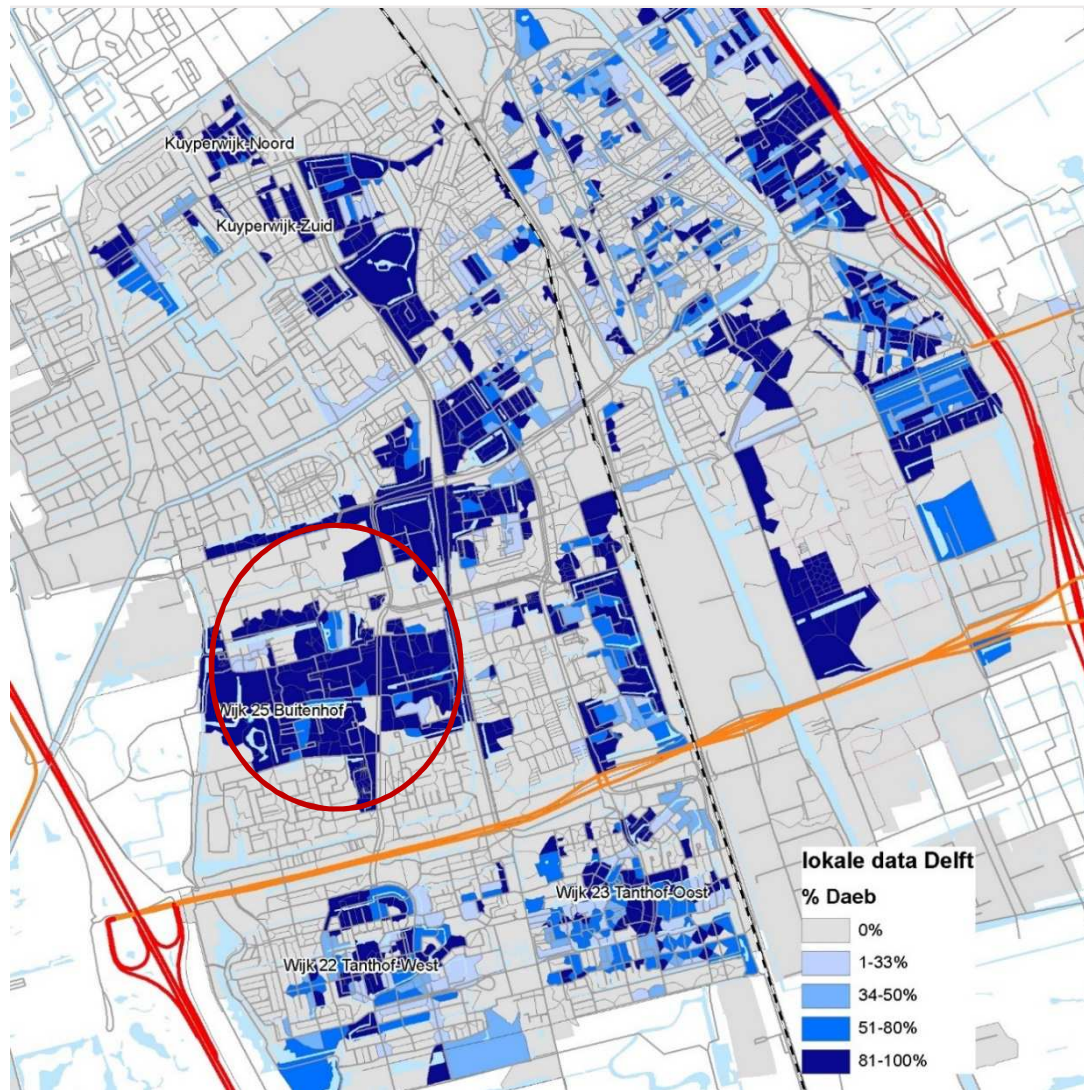 Kuyperwijk-Noord
Kuyperwijk-Zuid
Wijk 25 Buitenhof
Wijk 23 Tanthof-Oost
Wijk 22 Tanthof-West
lokale data Delft
% Daeb
0%
1-33%
34-50%
51-80%
81-100%